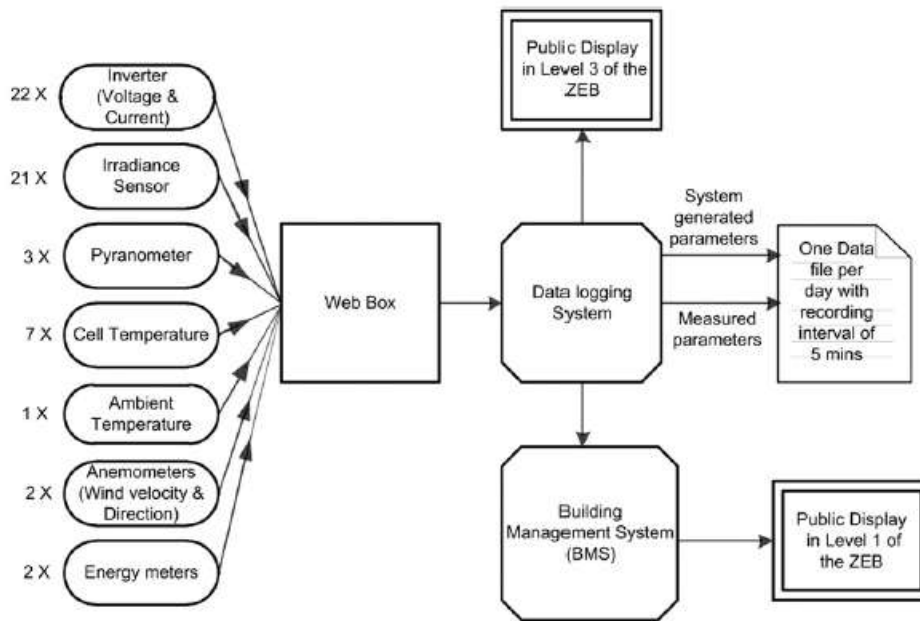 22 X
Inverter
(Voltage &
Current)
21 X
Irradiance
Sensor
3 X
Pyranometer
7 X
Cell Temperature
1 X
Ambient
Temperature
2 X
Anemometers
(Wind velocity &
Direction)
2 X
Energy meters
Web Box
Public Display
in Level 3 of the
ZEB
Data logging
System
System
generated
parameters
Measured
parameters
One Data
file per
day with
recording
interval of
5 mins
Building
Management System
(BMS)
Public Display
in Level 1 of
the ZEB